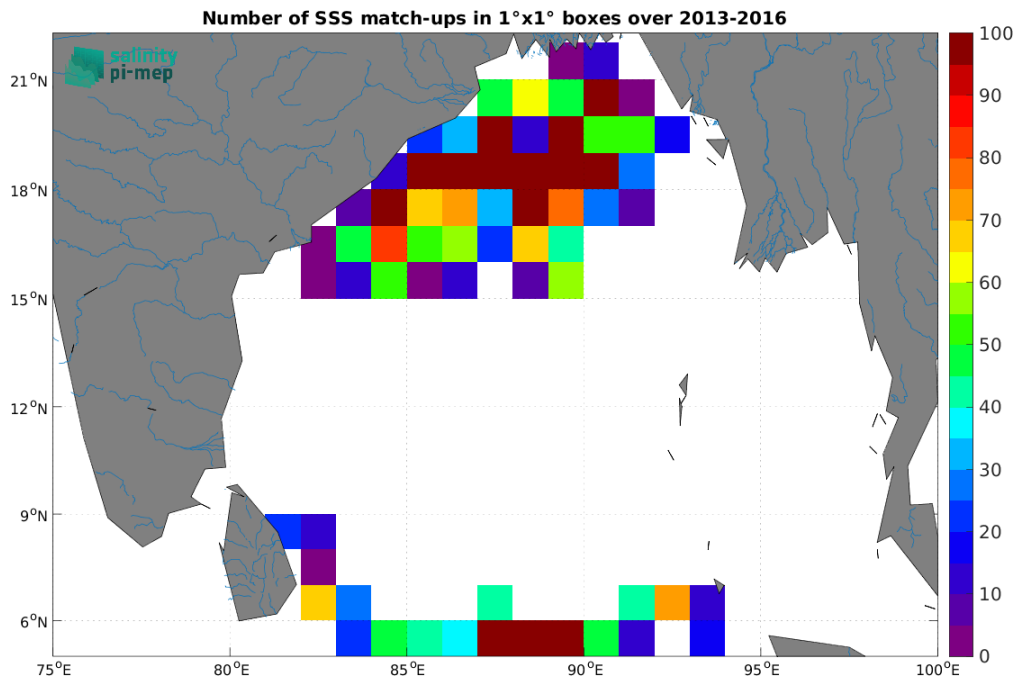 Number of SSS match-ups in 1°x1° boxes over 2013-2016
salinity
pi-mep
21°N
18°N
15°N
12°N
9°N
6°N
75°E
80°E
85°E
90°E
95°E
100°E
100
90
80
70
60
50
40
30
20
10
0